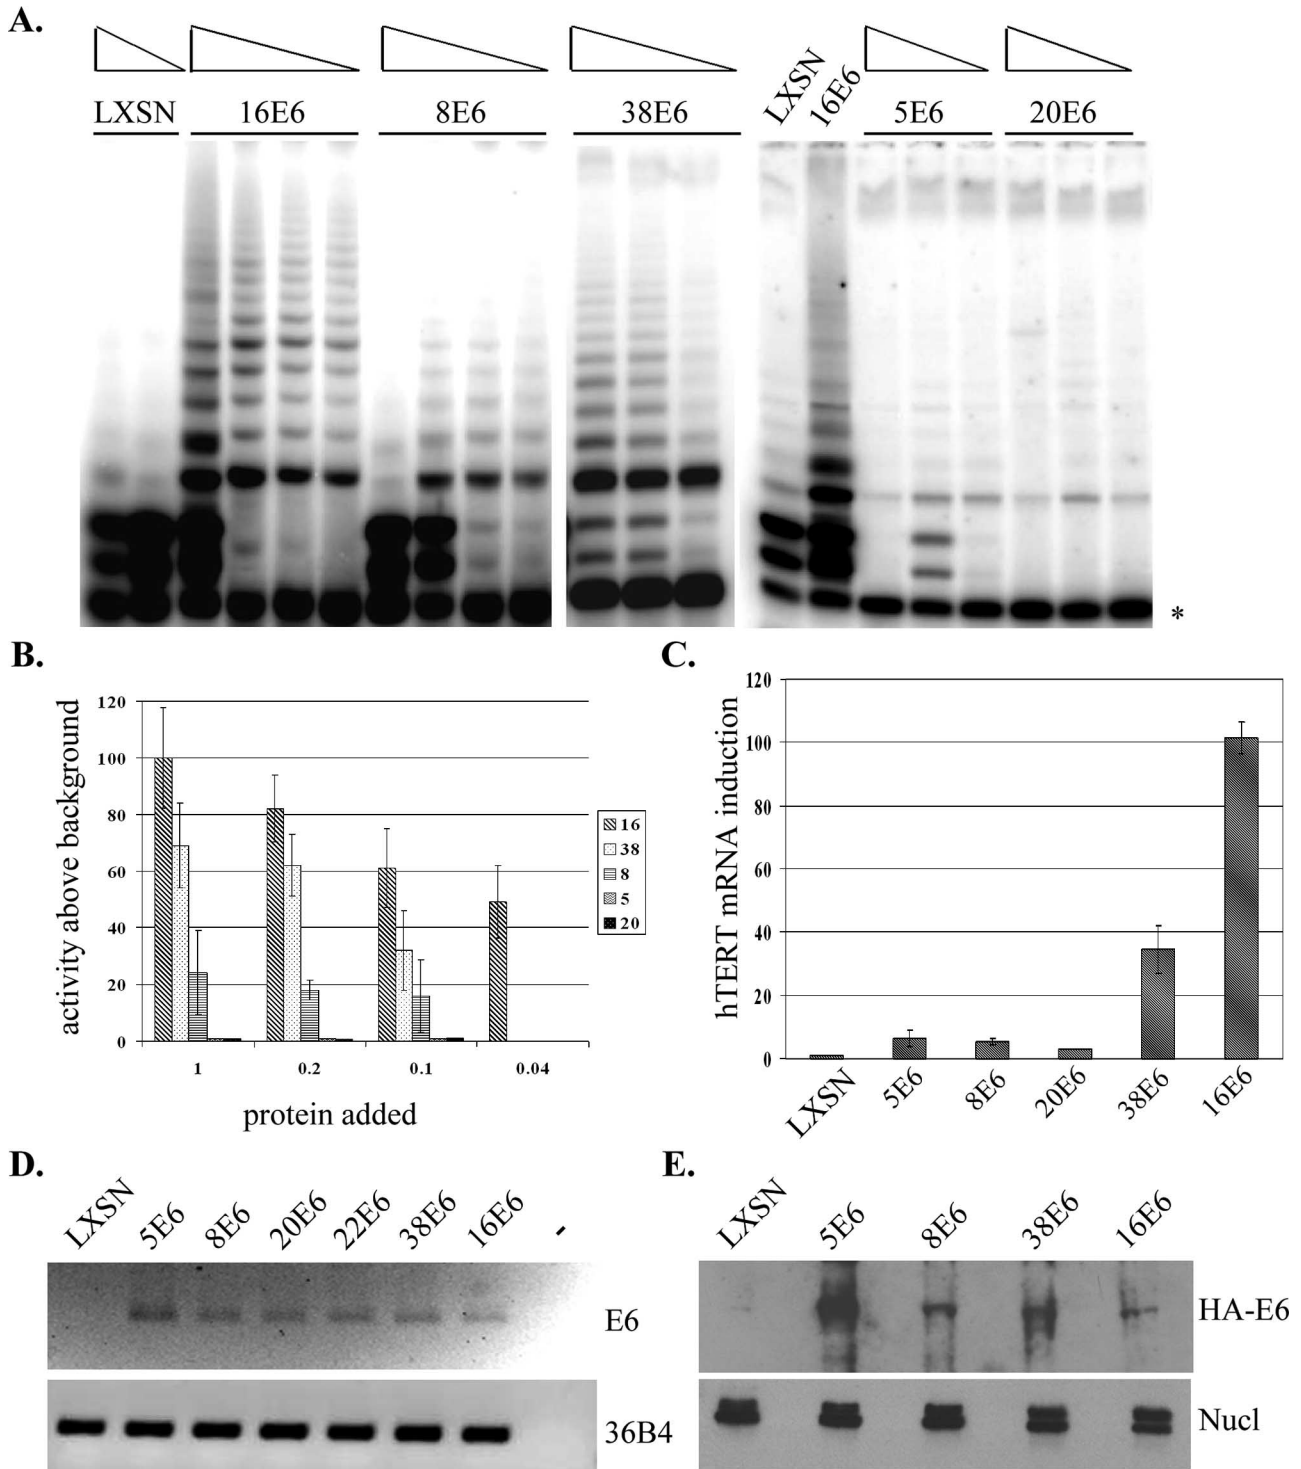 A.
LXSN 16E6 8E6 38E6 LXSN 16E6 5E6 20E6
*
B.
activity above background
120
100
80
60
40
20
0
1 0.2 0.1 0.04
protein added
16
38
8
5
20
C.
hTERT mRNA induction
120
100
80
60
40
20
0
LXSN 5E6 8E6 20E6 38E6 16E6
D.
LXSN 5E6 8E6 20E6 22E6 38E6 16E6 -
E6
36B4
E.
LXSN 5E6 8E6 38E6 16E6
HA-E6
Nucl